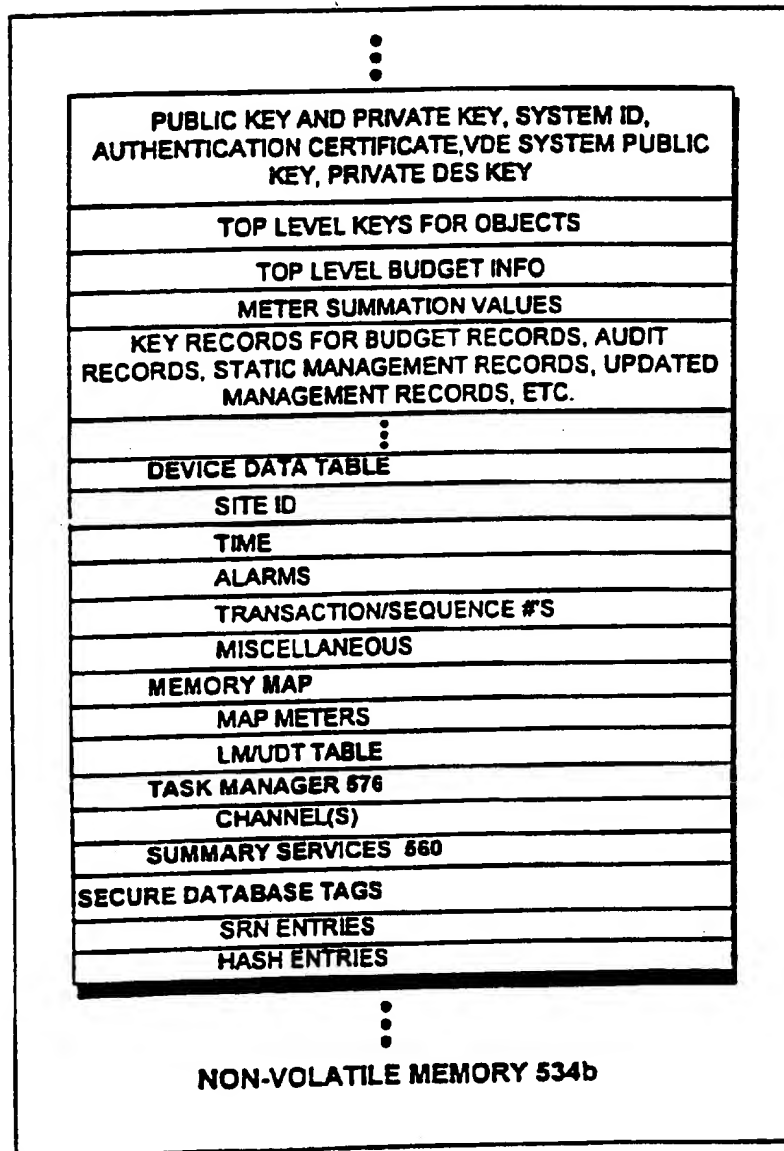 PUBLIC KEY AND PRIVATE KEY, SYSTEM ID,
AUTHENTICATION CERTIFICATE,VDE SYSTEM PUBLIC
KEY, PRIVATE DES KEY
TOP LEVEL KEYS FOR OBJECTS
TOP LEVEL BUDGET INFO
METER SUMMATION VALUES
KEY RECORDS FOR BUDGET RECORDS, AUDIT
RECORDS, STATIC MANAGEMENT RECORDS, UPDATED
MANAGEMENT RECORDS, ETC.
DEVICE DATA TABLE
SITE ID
TIME
ALARMS
TRANSACTION/SEQUENCE #'S
MISCELLANEOUS
MEMORY MAP
MAP METERS
LM/UDT TABLE
TASK MANAGER 576
CHANNEL(S)
SUMMARY SERVICES 560
SECURE DATABASE TAGS
SRN ENTRIES
HASH ENTRIES
NON-VOLATILE MEMORY 534b